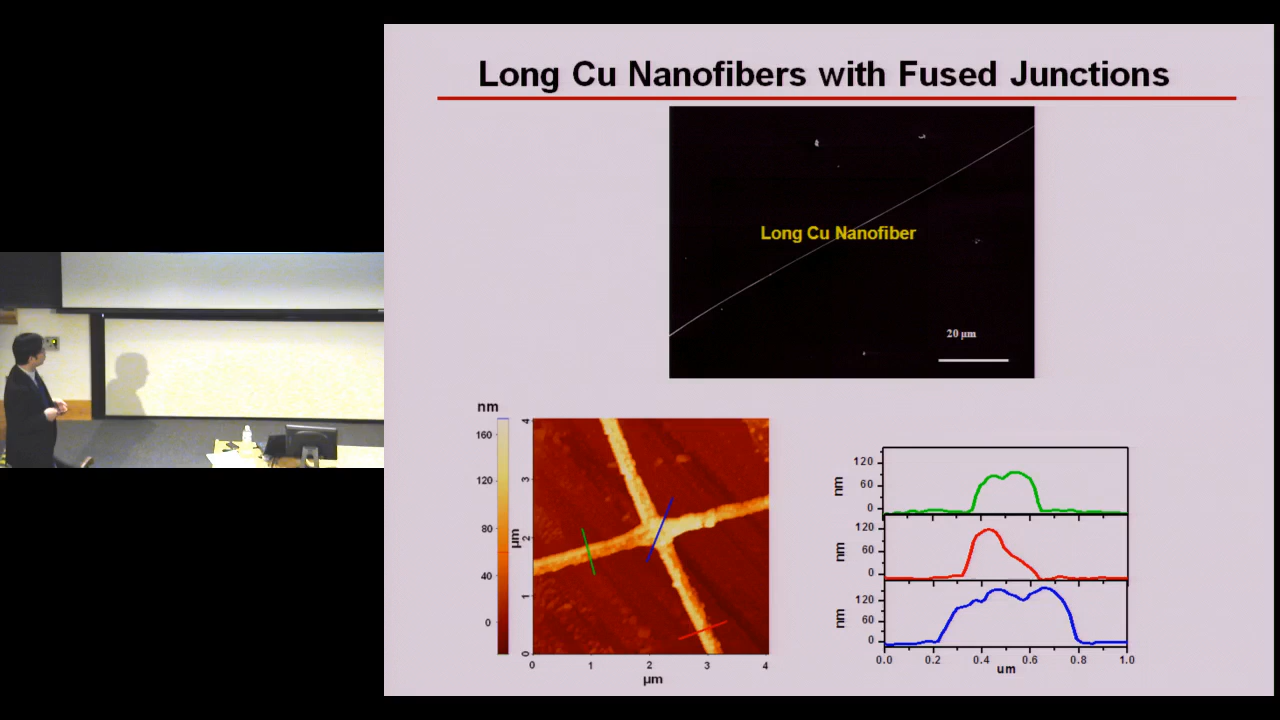 Long Cu Nanofibers with Fused Junctions
Long Cu Nanofiber
20 μm
nm
160
120
80
40
0
μm
4
3
2
1
0
0 1 2 3 4
μm
nm
120
60
0
nm
120
60
0
nm
120
60
0
0.0 0.2 0.4 0.6 0.8 1.0
um